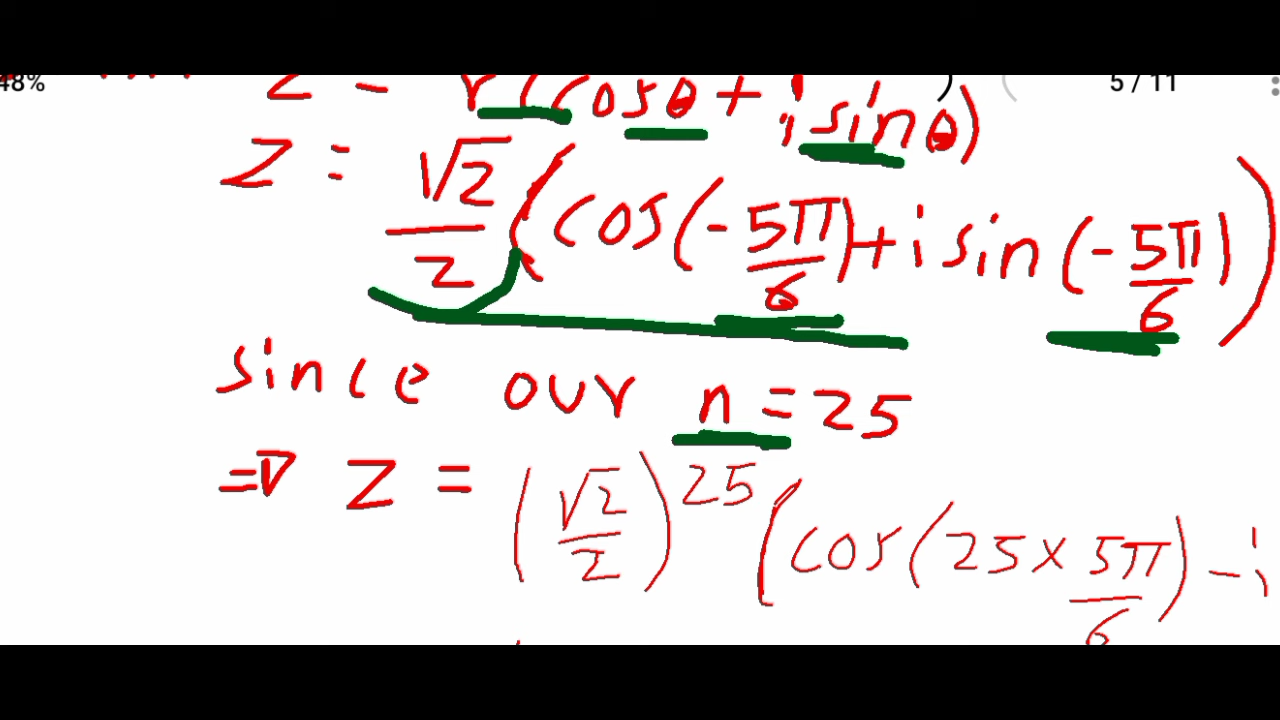 48% 5 / 11
z = r(cosθ + i sinθ)
z = √2/2 (cos(-5π/6) + i sin(-5π/6))
since our n = 25
⇒ z = (√2/2)^25 (cos(25 × 5π/6) - i